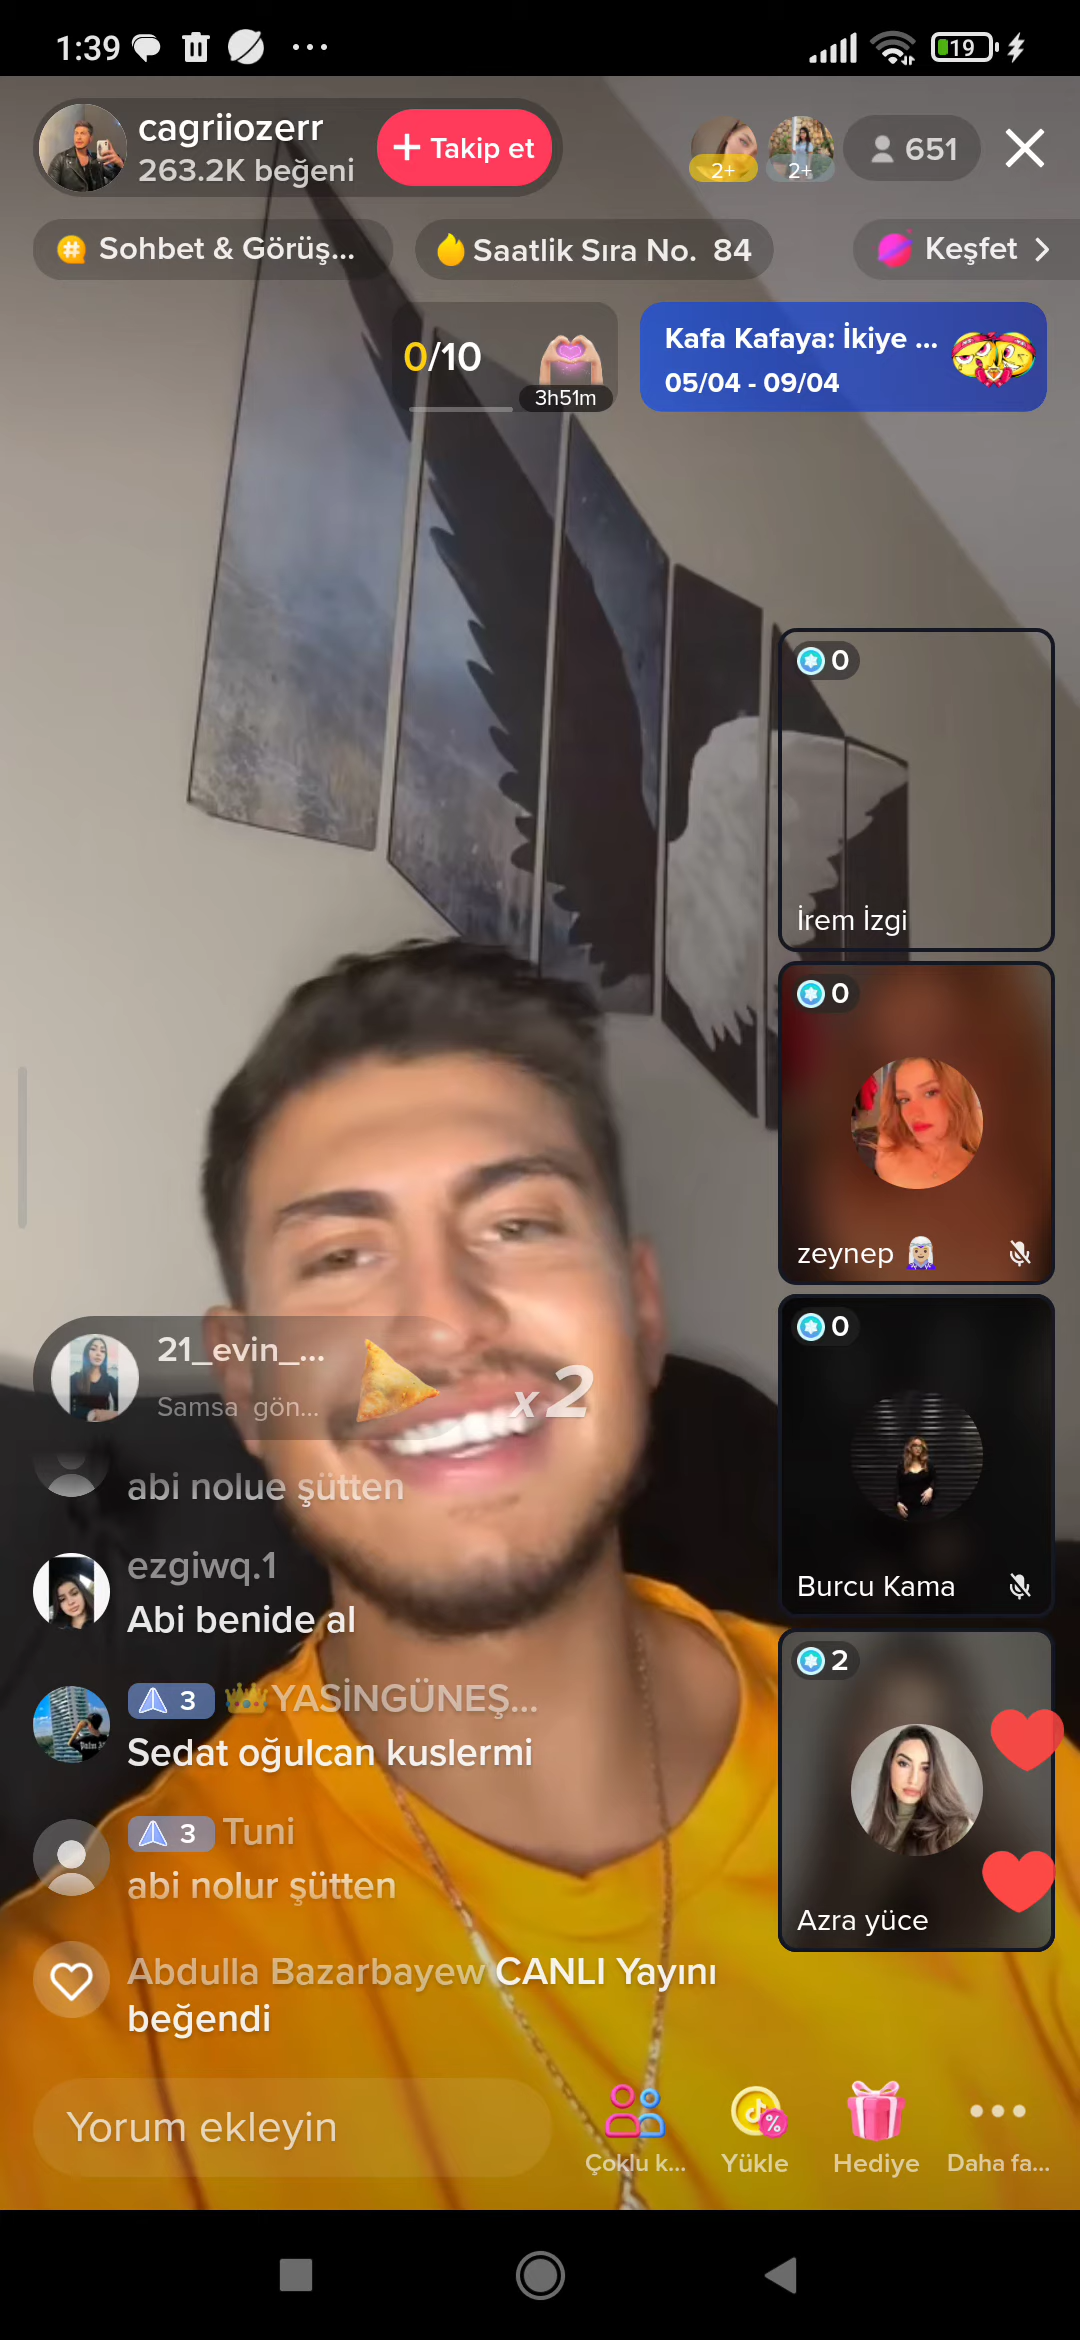 1:39
19
cagriiozerr
263.2K beğeni
+ Takip et
2+
2+
651
Sohbet & Görüş...
Saatlik Sıra No. 84
Keşfet >
0/10
3h51m
Kafa Kafaya: İkiye ...
05/04 - 09/04
0
İrem İzgi
0
zeynep
0
Burcu Kama
2
Azra yüce
21_evin_...
Samsa gön...
x2
abi nolue şütten
ezgiwq.1
Abi benide al
3 YASİNGÜNEŞ...
Sedat oğulcan kuslermi
3 Tuni
abi nolur şütten
Abdulla Bazarbayew CANLI Yayını
beğendi
Yorum ekleyin
Çoklu k...
Yükle
Hediye
Daha fa...